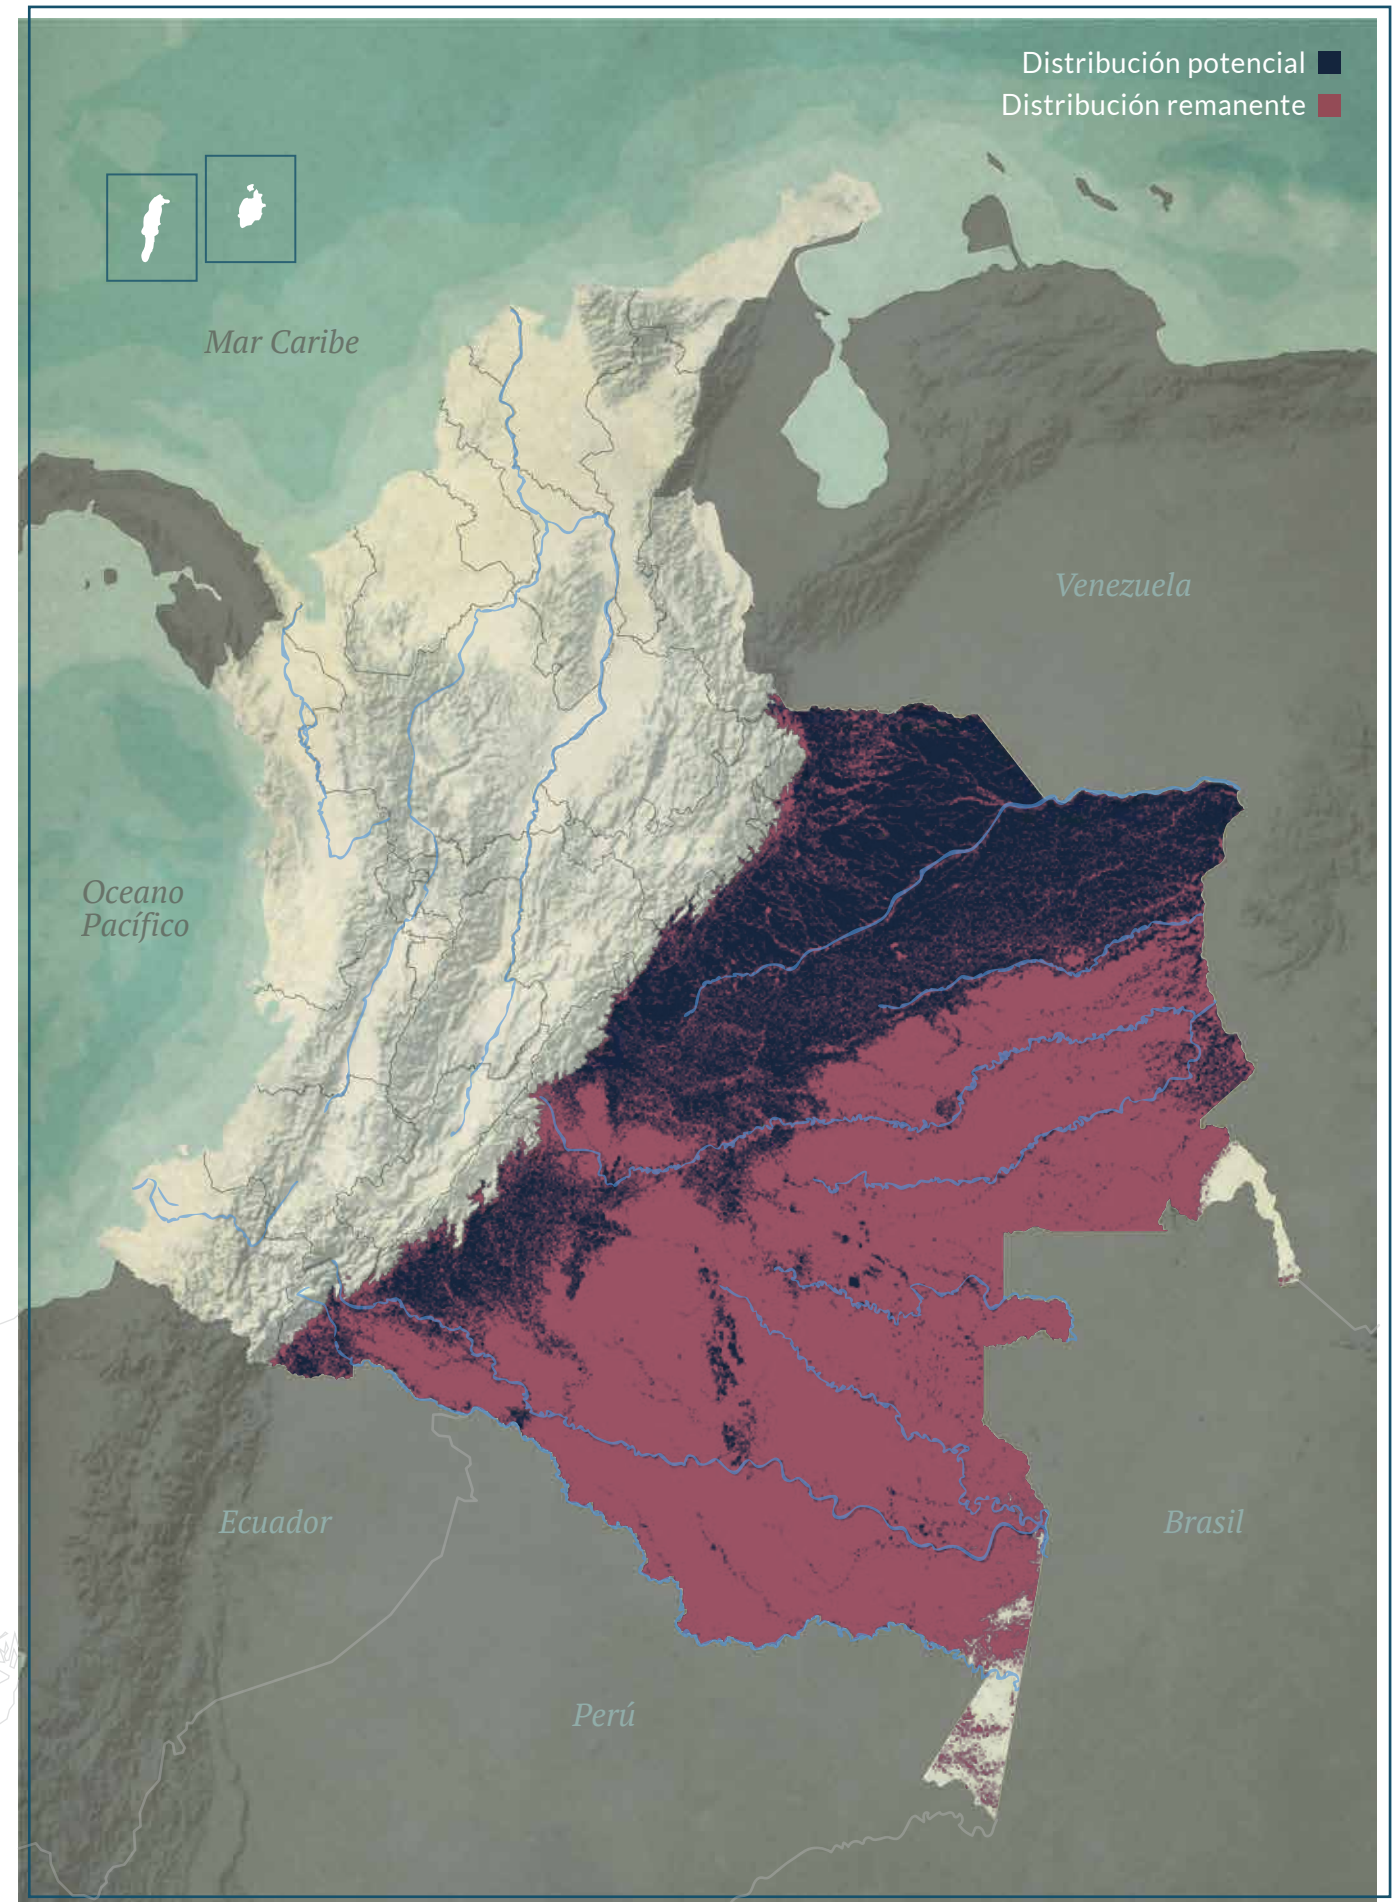 Distribución potencial
Distribución remanente
Mar Caribe
Venezuela
Oceano
Pacífico
Ecuador
Brasil
Perú